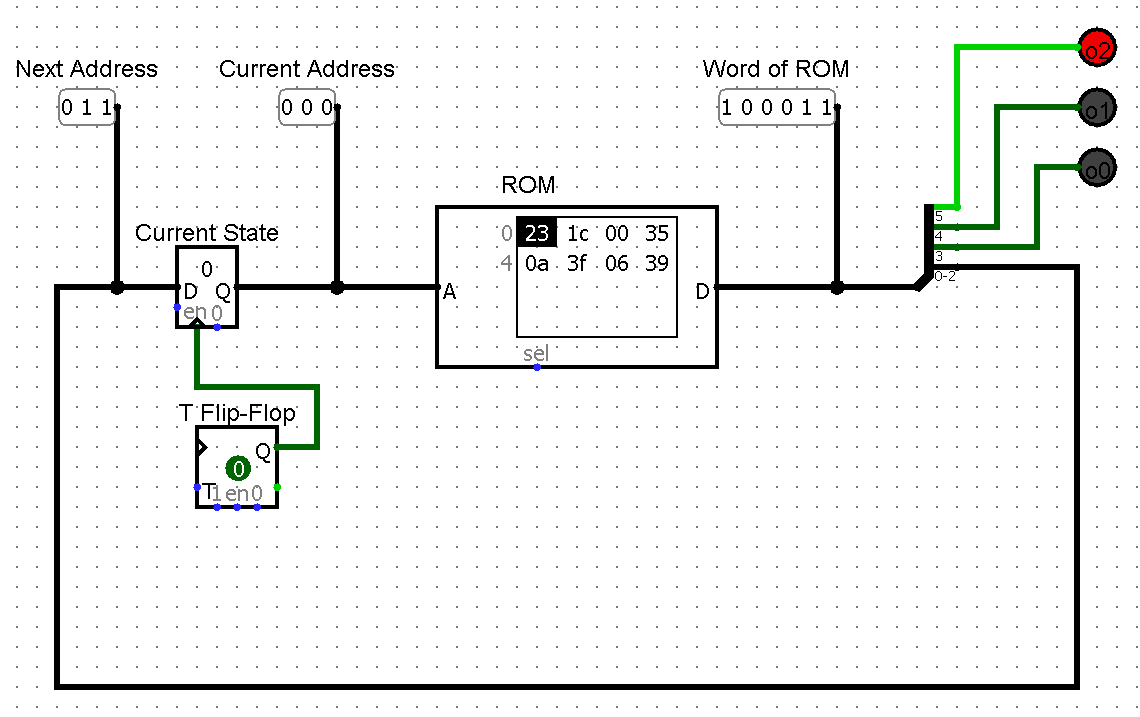 o2
Next Address
Current Address
Word of ROM
0 1 1
0 0 0
1 0 0 0 1 1
o1
o0
ROM
5
4
3
0-2
Current State
0
D Q
en 0
0 23 1c 00 35
4 0a 3f 06 39
A
D
sel
T Flip-Flop
Q
0
T 1 en 0